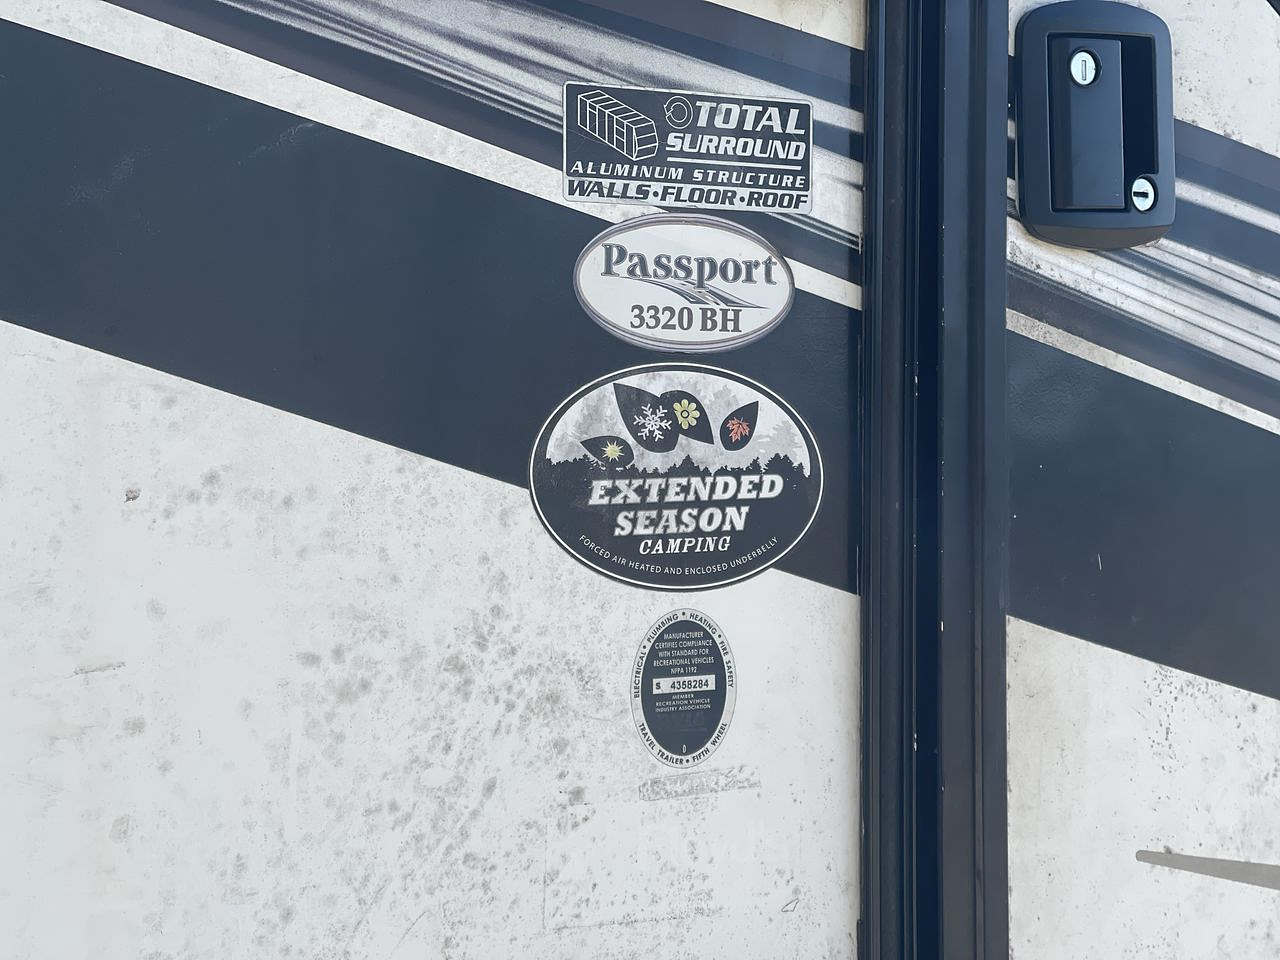 TOTAL
SURROUND
ALUMINUM STRUCTURE
WALLS•FLOOR•ROOF
Passport
3320 BH
EXTENDED
SEASON
CAMPING
FORCED AIR HEATED AND ENCLOSED UNDERBELLY
ELECTRICAL • PLUMBING • HEATING • FIRE SAFETY
MANUFACTURER
CERTIFIES COMPLIANCE
WITH STANDARD FOR
RECREATIONAL VEHICLES
NFPA 1192
S 4358284
MEMBER
RECREATION VEHICLE
INDUSTRY ASSOCIATION
D
TRAVEL TRAILER • FIFTH WHEEL